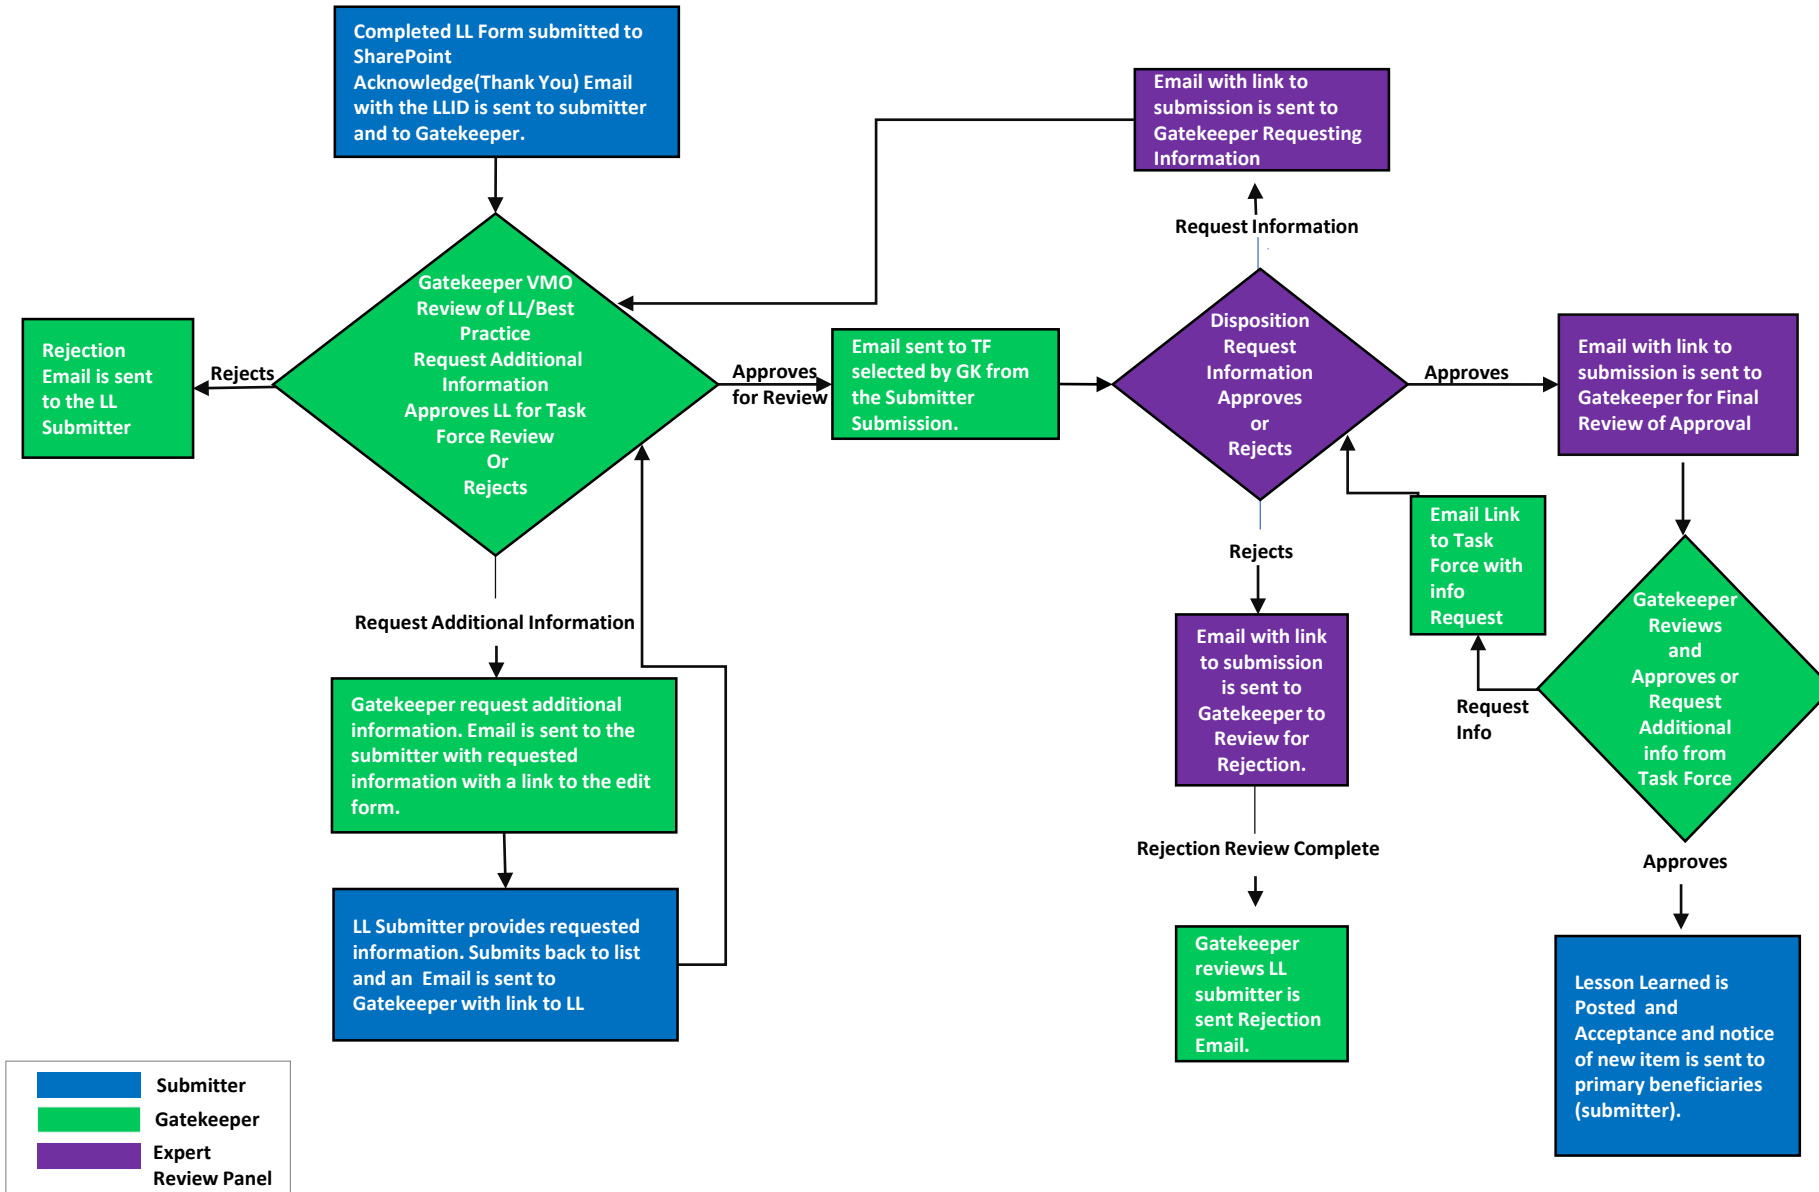 Completed LL Form submitted to
SharePoint
Acknowledge(Thank You) Email
with the LLID is sent to submitter
and to Gatekeeper.
Email with link to
submission is sent to
Gatekeeper Requesting
Information
Request Information
Gatekeeper VMO
Review of LL/Best
Practice
Request Additional
Information
Approves LL for Task
Force Review
Or
Rejects
Rejects
Rejection
Email is sent
to the LL
Submitter
Approves
for Review
Email sent to TF
selected by GK from
the Submitter
Submission.
Disposition
Request
Information
Approves
or
Rejects
Approves
Email with link to
submission is sent to
Gatekeeper for Final
Review of Approval
Email Link
to Task
Force with
info
Request
Rejects
Request
Info
Gatekeeper
Reviews
and
Approves or
Request
Additional
info from
Task Force
Request Additional Information
Gatekeeper request additional
information. Email is sent to the
submitter with requested
information with a link to the edit
form.
Email with link
to submission
is sent to
Gatekeeper to
Review for
Rejection.
Rejection Review Complete
Approves
LL Submitter provides requested
information. Submits back to list
and an Email is sent to
Gatekeeper with link to LL
Gatekeeper
reviews LL
submitter is
sent Rejection
Email.
Lesson Learned is
Posted and
Acceptance and notice
of new item is sent to
primary beneficiaries
(submitter).
Submitter
Gatekeeper
Expert
Review Panel